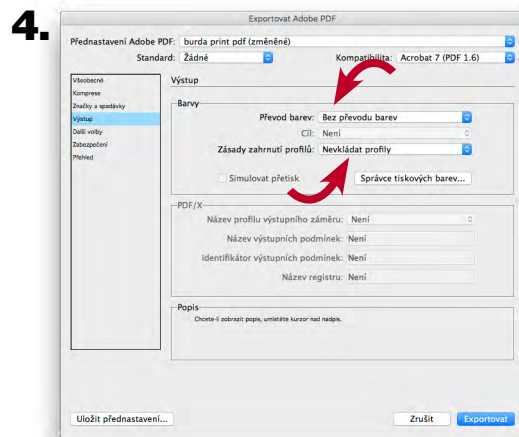 4.
Exportovat Adobe PDF
Přednastavení Adobe PDF: burda print pdf (změněné)
Standard: Žádné Kompatibilita: Acrobat 7 (PDF 1.6)
Všeobecné
Komprese
Značky a spadávky
Výstup
Další volby
Zabezpečení
Přehled
Výstup
Barvy
Převod barev: Bez převodu barev
Cíl: Není
Zásady zahrnutí profilů: Nevkládat profily
Simulovat přetisk Správce tiskových barev...
PDF/X
Název profilu výstupního záměru: Není
Název výstupních podmínek: Není
Identifikátor výstupních podmínek: Není
Název registru: Není
Popis
Chcete-li zobrazit popis, umístěte kurzor nad nadpis.
Uložit přednastavení... Zrušit Exportovat